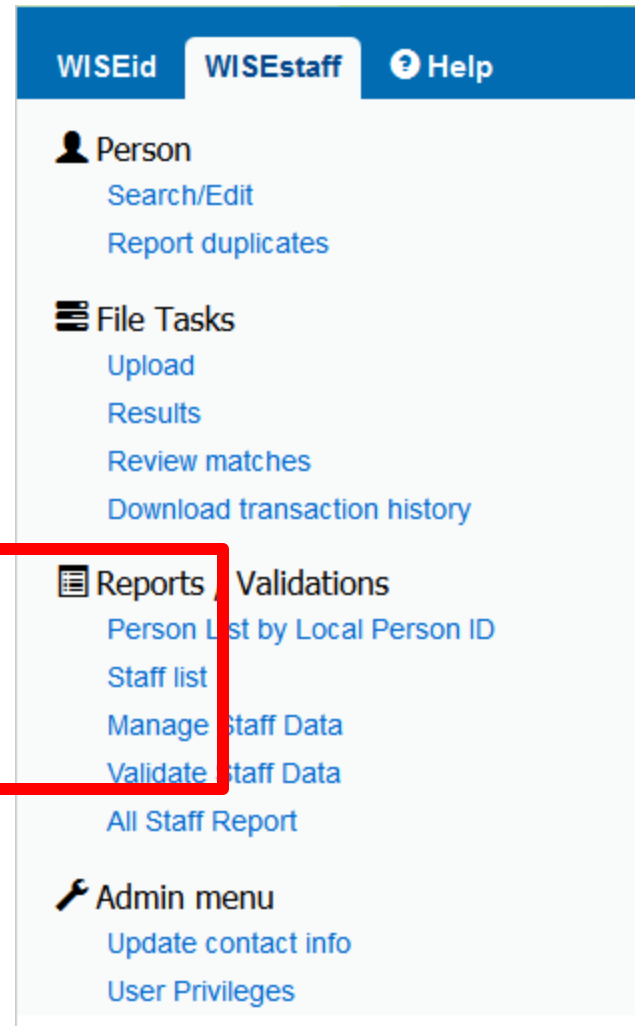 WISEid WISEstaff ? Help
Person
Search/Edit
Report duplicates
File Tasks
Upload
Results
Review matches
Download transaction history
Reports / Validations
Person List by Local Person ID
Staff list
Manage Staff Data
Validate Staff Data
All Staff Report
Admin menu
Update contact info
User Privileges